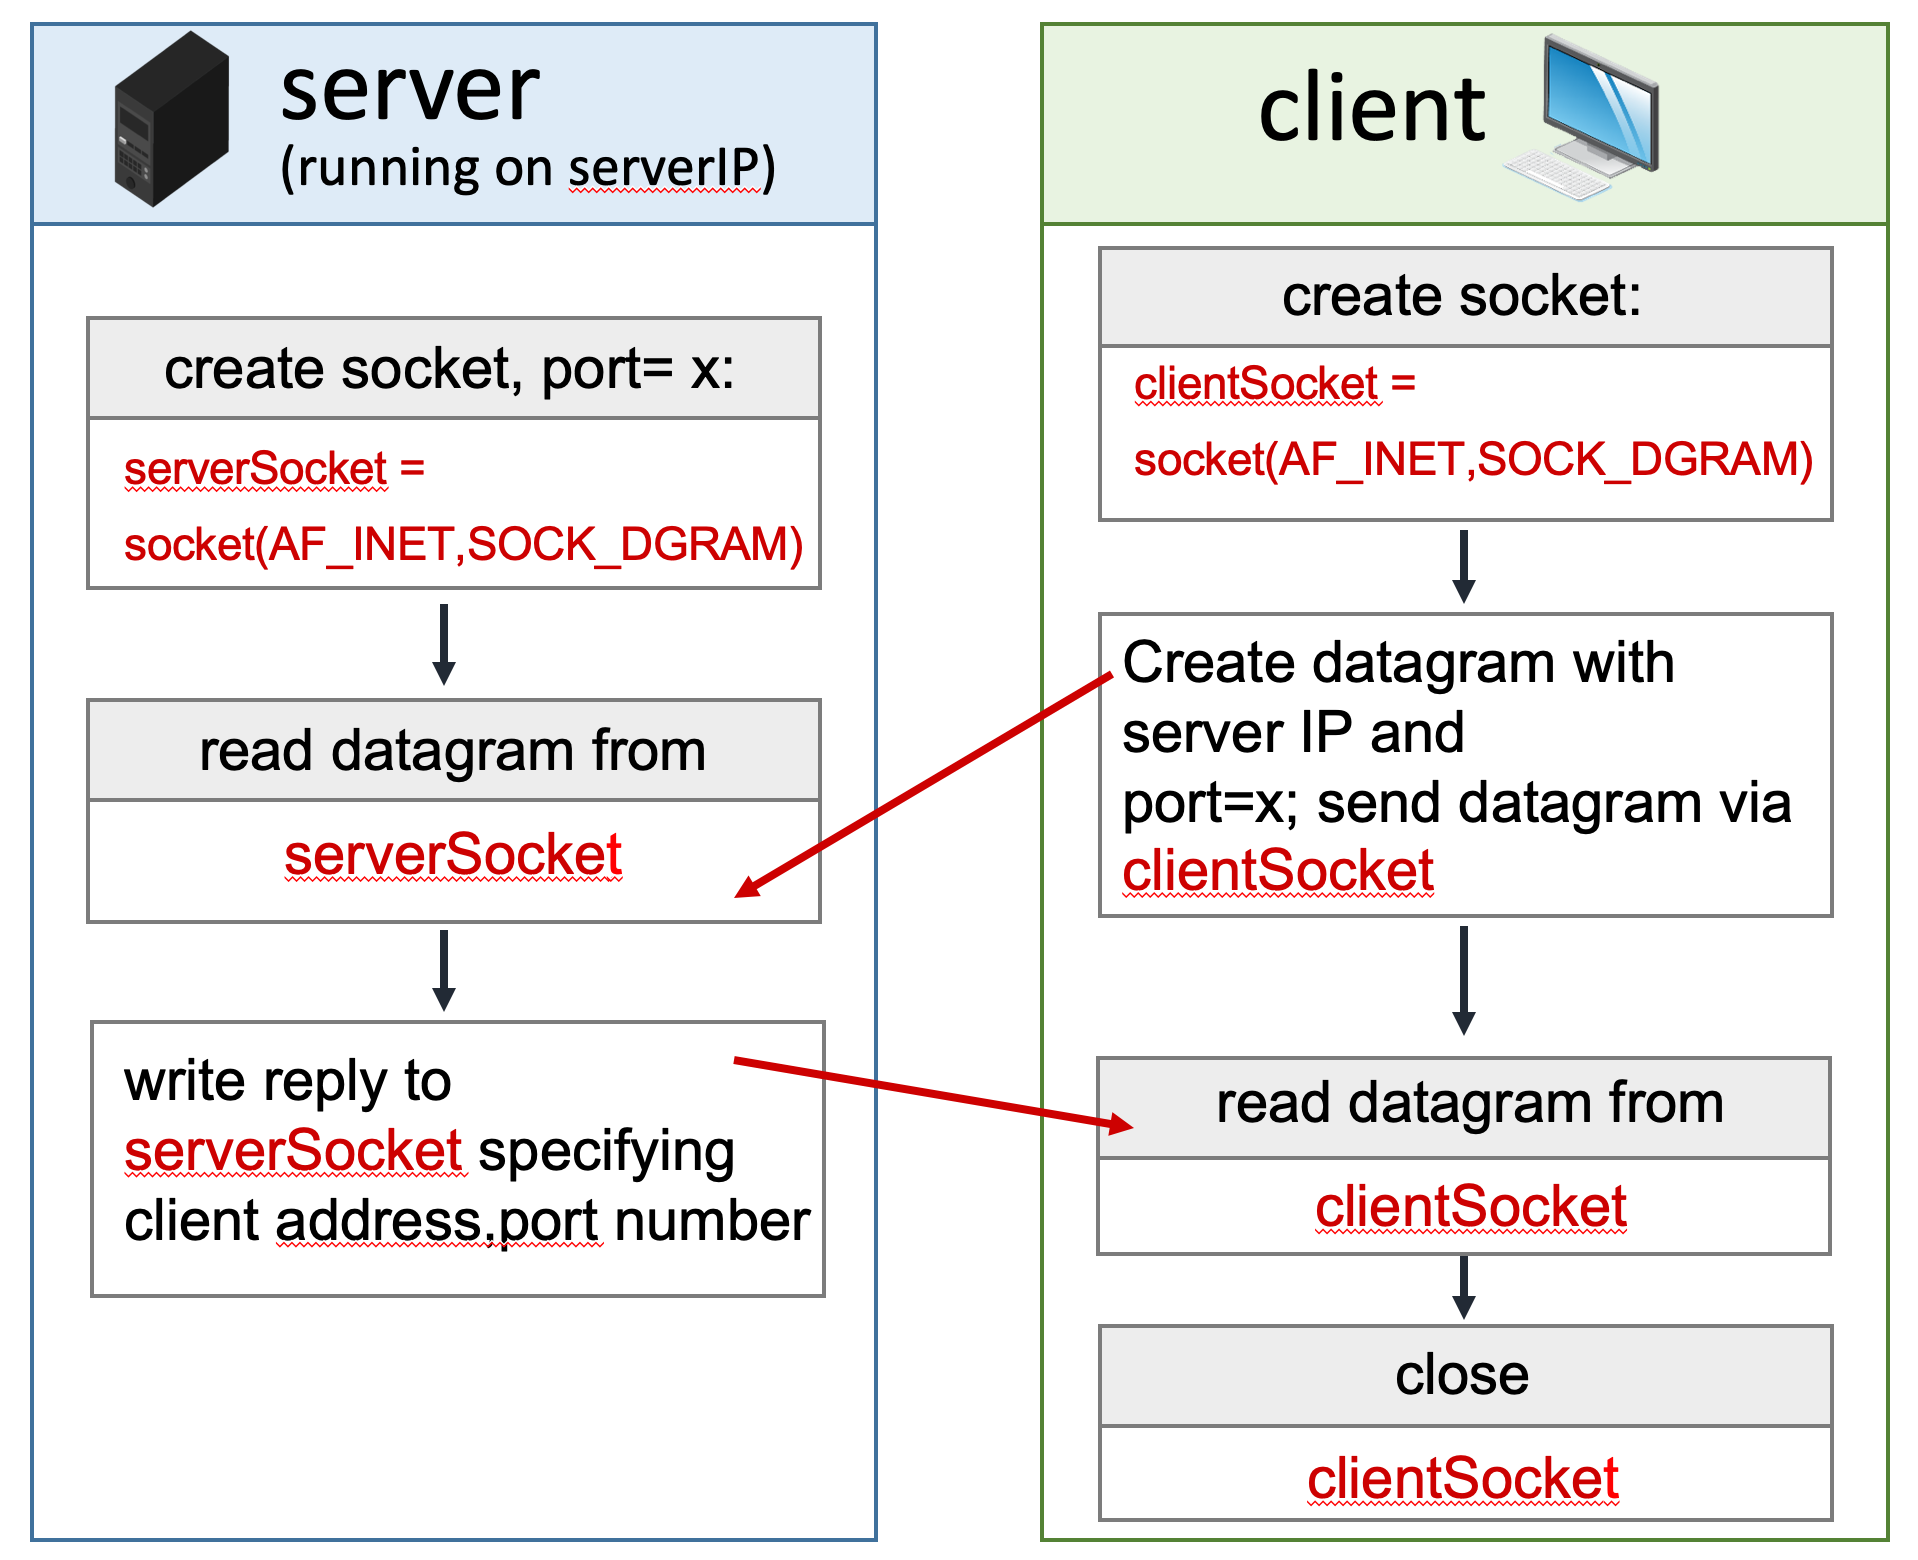 server
(running on serverIP)
create socket, port= x:
serverSocket =
socket(AF_INET,SOCK_DGRAM)
read datagram from
serverSocket
write reply to
serverSocket specifying
client address,port number
client
create socket:
clientSocket =
socket(AF_INET,SOCK_DGRAM)
Create datagram with
server IP and
port=x; send datagram via
clientSocket
read datagram from
clientSocket
close
clientSocket